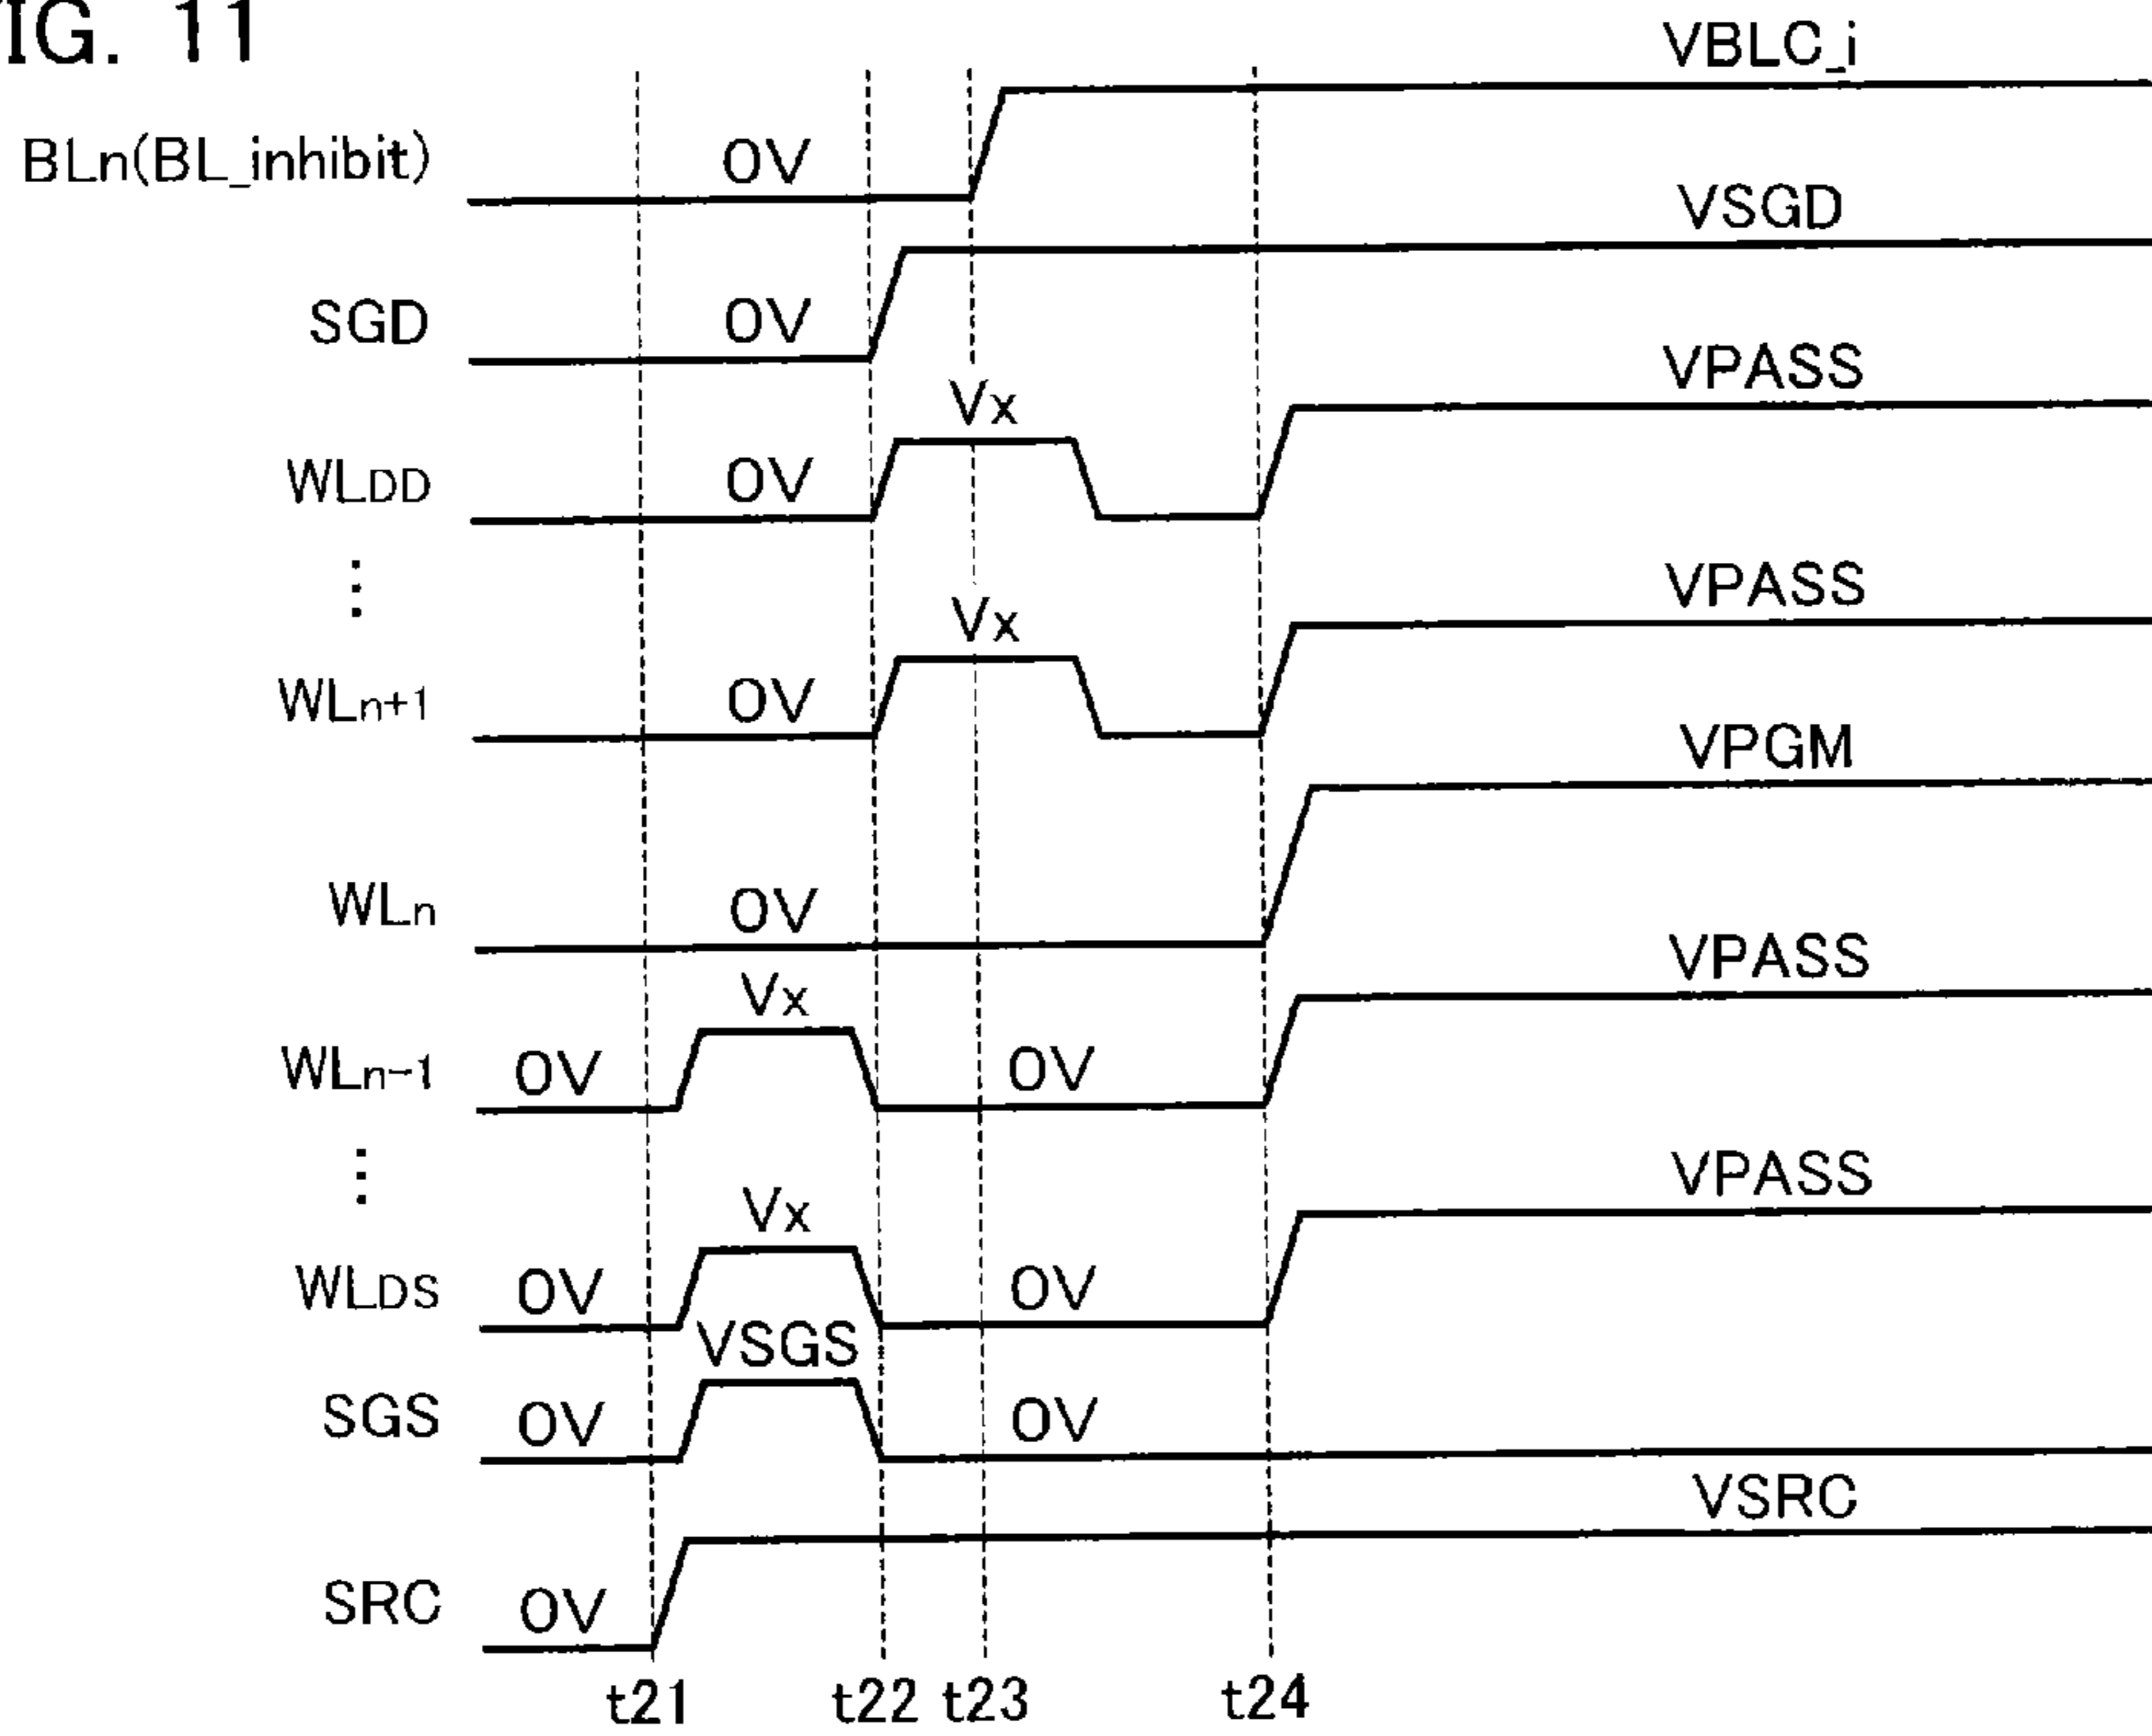 IG. 11
VBLC_i
BLn(BL_inhibit) 0V
VSGD
SGD 0V
VPASS
Vx
WLDD 0V
⋮
VPASS
Vx
WLn+1 0V
VPGM
WLn 0V
VPASS
Vx
WLn-1 0V 0V
⋮
VPASS
Vx
WLDS 0V 0V
VSGS
SGS 0V 0V
VSRC
SRC 0V
t21 t22 t23 t24